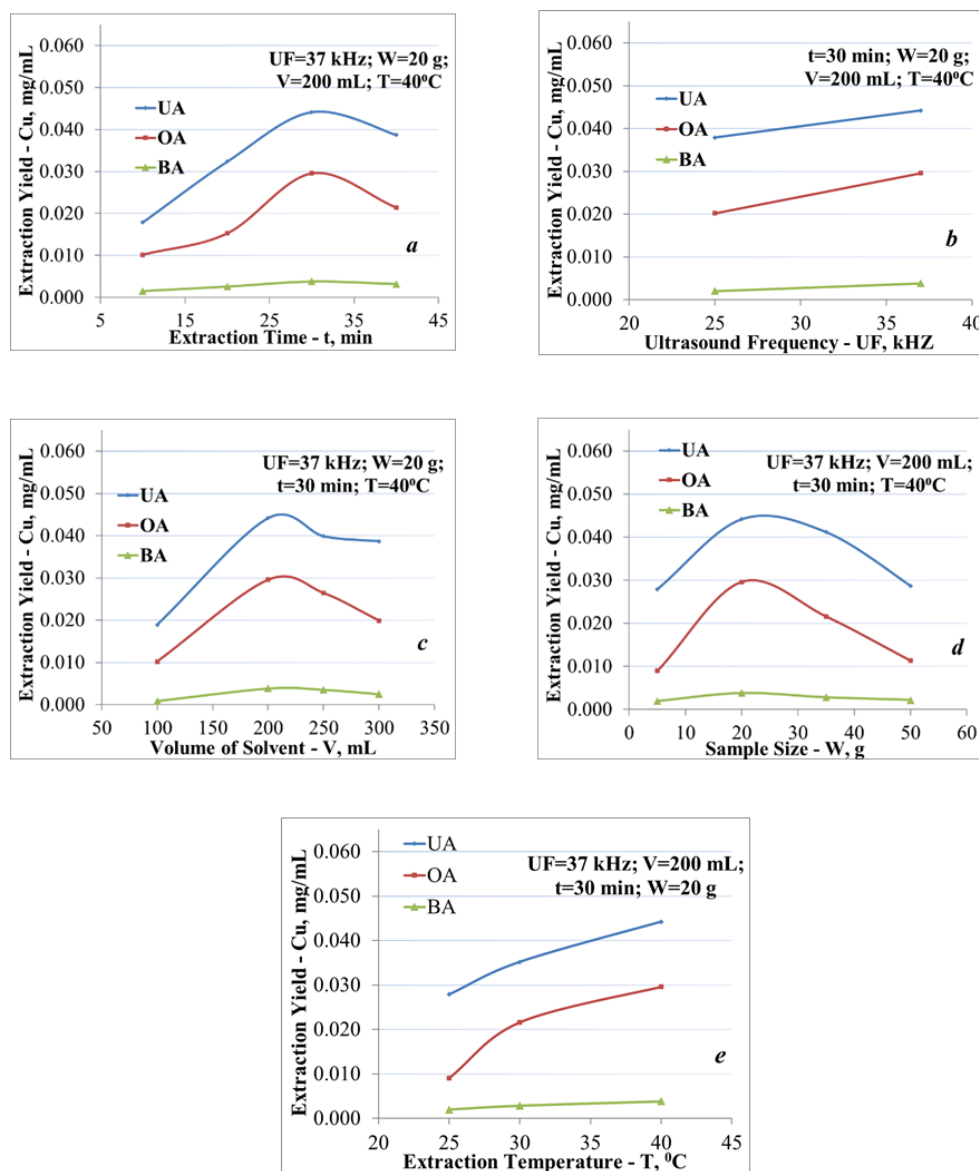 Extraction Yield - Cu, mg/mL
0.060
0.050
0.040
0.030
0.020
0.010
0.000
UF=37 kHz; W=20 g;
V=200 mL; T=40⁰C
UA
OA
BA
a
5
15
25
35
45
Extraction Time - t, min
Extraction Yield - Cu, mg/mL
0.060
0.050
0.040
0.030
0.020
0.010
0.000
t=30 min; W=20 g;
V=200 mL; T=40⁰C
UA
OA
BA
b
20
25
30
35
40
Ultrasound Frequency - UF, kHZ
Extraction Yield - Cu, mg/mL
0.060
0.050
0.040
0.030
0.020
0.010
0.000
UF=37 kHz; W=20 g;
t=30 min; T=40⁰C
UA
OA
BA
c
50
100
150
200
250
300
350
Volume of Solvent - V, mL
Extraction Yield - Cu, mg/mL
0.060
0.050
0.040
0.030
0.020
0.010
0.000
UA
UF=37 kHz; V=200 mL;
OA
t=30 min; T=40⁰C
BA
d
0
10
20
30
40
50
60
Sample Size - W, g
Extraction Yield - Cu, mg/mL
0.060
0.050
0.040
0.030
0.020
0.010
0.000
UA
UF=37 kHz; V=200 mL;
OA
t=30 min; W=20 g
BA
e
20
25
30
35
40
45
Extraction Temperature - T, ⁰C